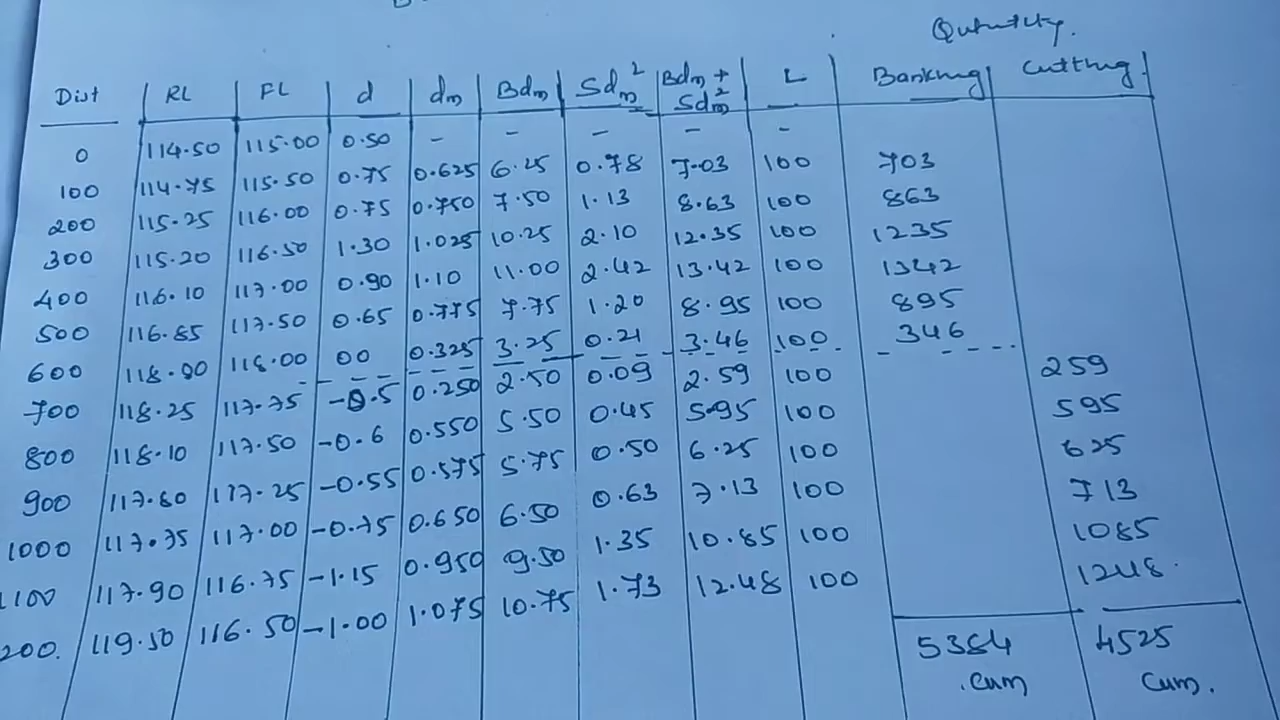 Quantity.
Dist RL FL d dm Bdm Sdm² Bdm + Sdm² L Banking Cutting
0 114.50 115.00 0.50 - - - - -
100 114.75 115.50 0.75 0.625 6.25 0.78 7.03 100 703
200 115.25 116.00 0.75 0.750 7.50 1.13 8.63 100 863
300 115.20 116.50 1.30 1.025 10.25 2.10 12.35 100 1235
400 116.10 117.00 0.90 1.10 11.00 2.42 13.42 100 1342
500 116.85 117.50 0.65 0.775 7.75 1.20 8.95 100 895
600 118.00 118.00 00 0.325 3.25 0.21 3.46 100 346
700 118.25 117.75 -0.5 0.250 2.50 0.09 2.59 100 259
800 118.10 117.50 -0.6 0.550 5.50 0.45 5.95 100 595
900 117.80 117.25 -0.55 0.575 5.75 0.50 6.25 100 625
1000 117.75 117.00 -0.75 0.650 6.50 0.63 7.13 100 713
1100 117.90 116.75 -1.15 0.950 9.50 1.35 10.85 100 1085
200. 119.50 116.50 -1.00 1.075 10.75 1.73 12.48 100 1248.
5384 4525
.Cum Cum.